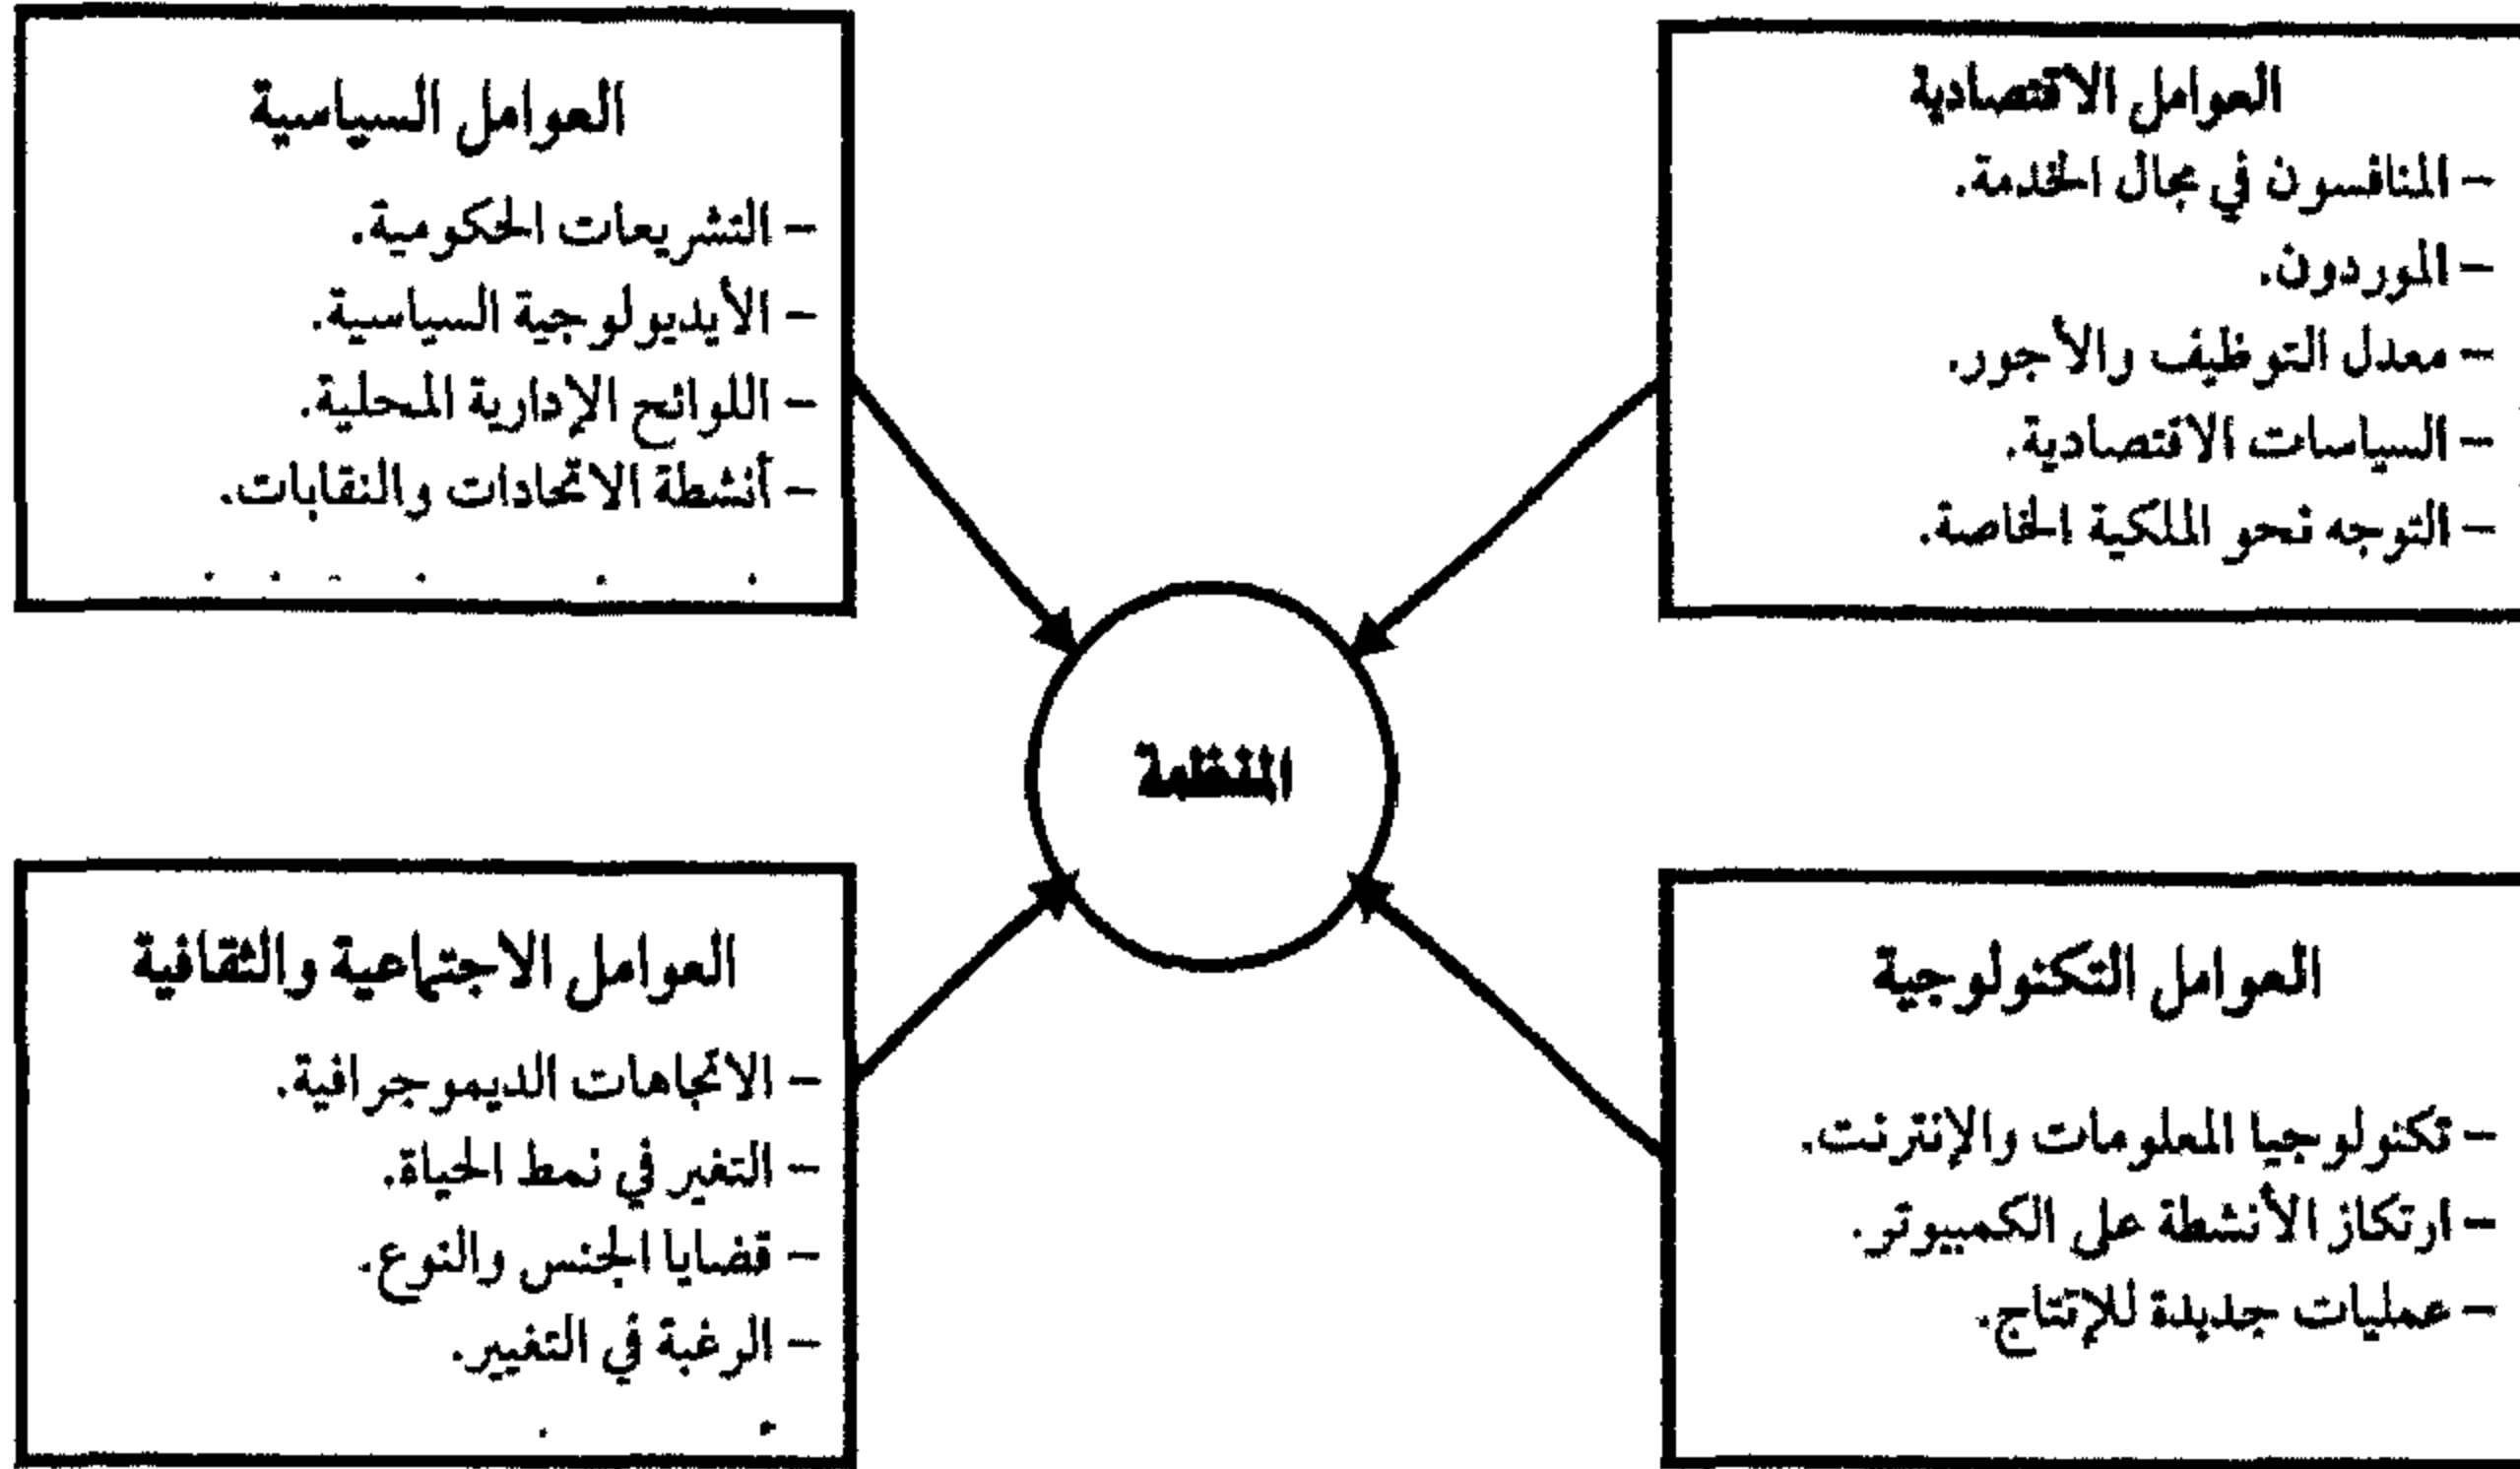 العوامل الاقتصادية
– المنافسون في مجال الخدمة.
– الموردون.
– معدل التوظيف والأجور.
– السياسات الاقتصادية.
– التوجه نحو الملكية الخاصة.
العوامل السياسية
– التشريعات الحكومية.
– الأيديولوجية السياسية.
– اللوائح الإدارية المحلية.
– أنشطة الاتحادات والنقابات.
المنظمة
العوامل التكنولوجية
– تكنولوجيا المعلومات والإنترنت.
– ارتكاز الأنشطة على الكمبيوتر.
– عمليات جديدة للإنتاج.
العوامل الاجتماعية والثقافية
– الاتجاهات الديموجرافية.
– التغير في نمط الحياة.
– قضايا الجنس والنوع.
– الرغبة في التغيير.